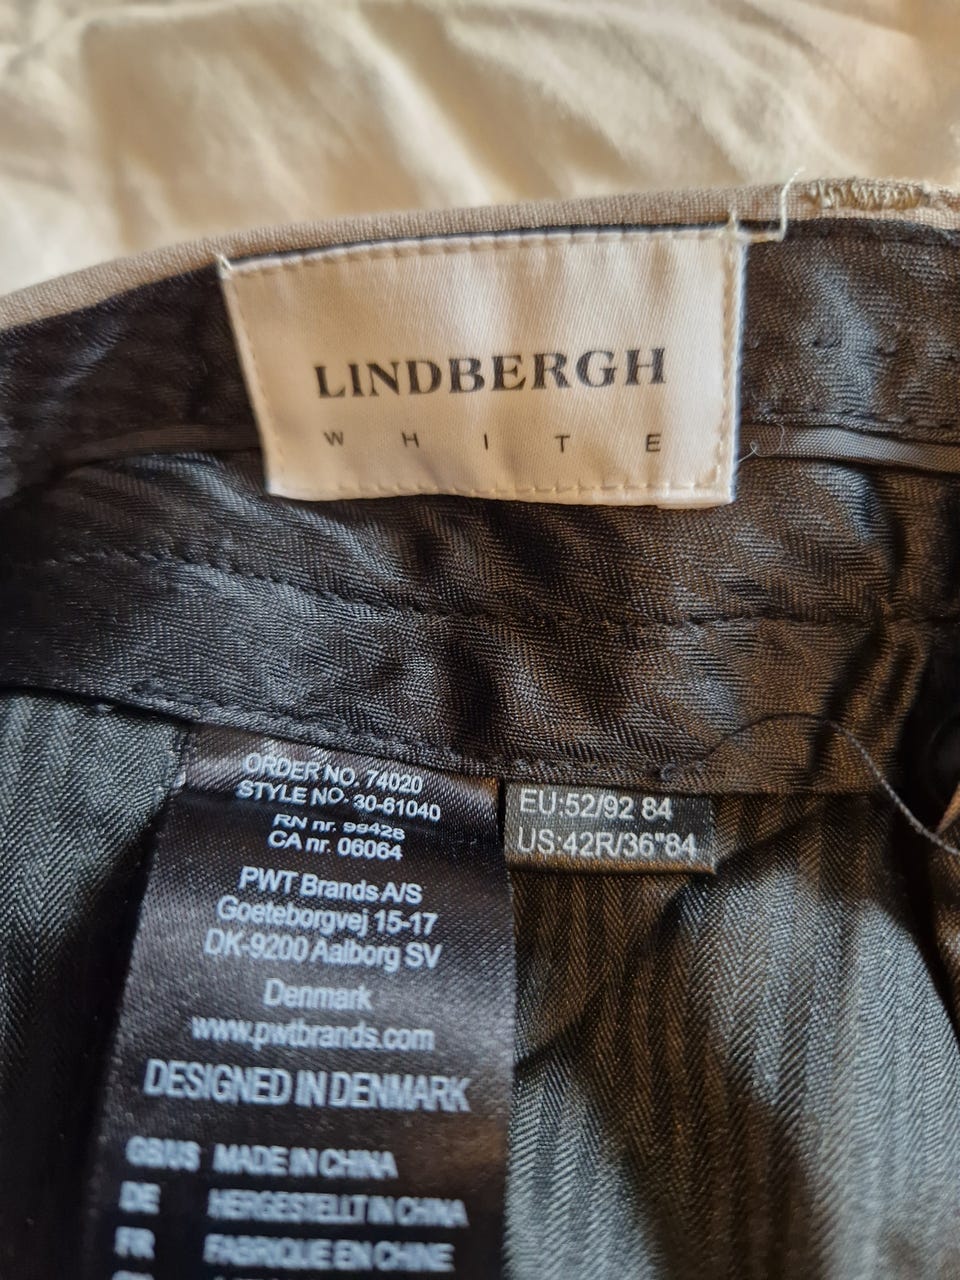 LINDBERGH
WHITE
ORDER NO. 74020
STYLE NO- 30-61040
RN nr. 99428
CA nr. 06064
PWT Brands A/S
Goeteborgvej 15-17
DK-9200 Aalborg SV
Denmark
www.pwtbrands.com
DESIGNED IN DENMARK
GB/US MADE IN CHINA
DE HERGESTELLT IN CHINA
FR FABRIQUE EN CHINE
EU:52/92 84
US:42R/36"84